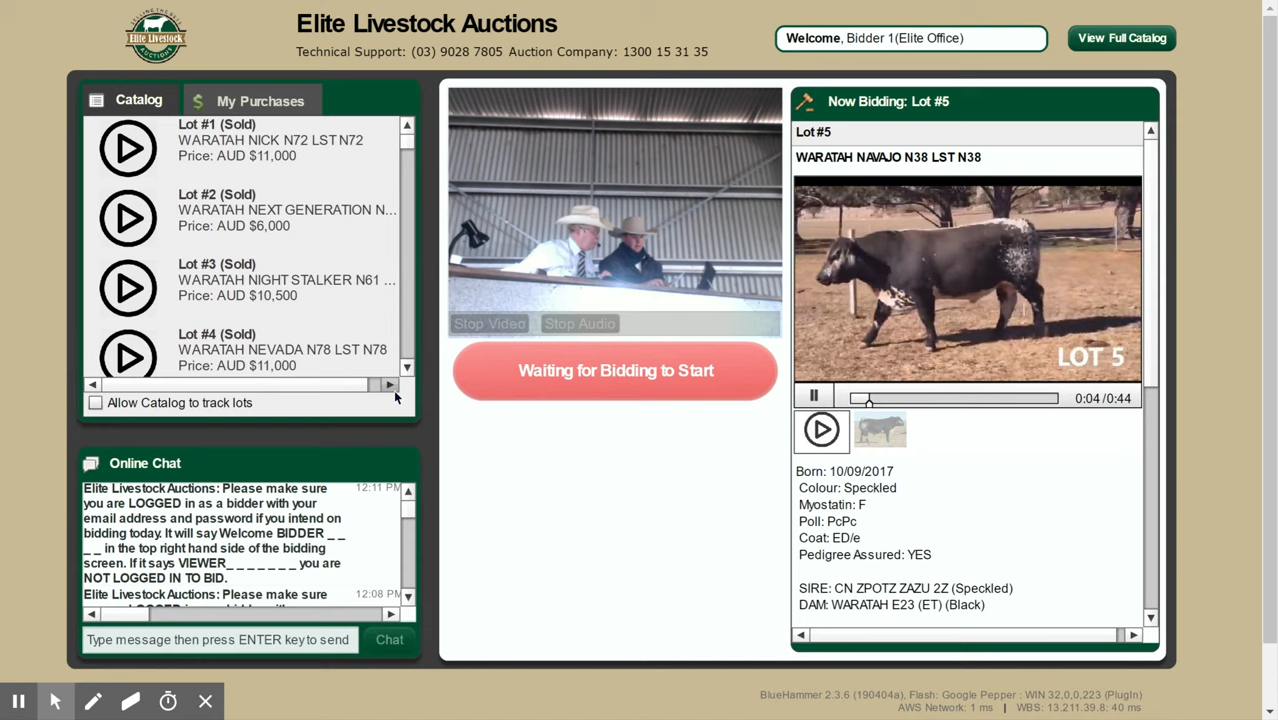 Elite Livestock
AUCTIONS
Elite Livestock Auctions
Technical Support: (03) 9028 7805 Auction Company: 1300 15 31 35
Welcome, Bidder 1(Elite Office)
View Full Catalog
Catalog
My Purchases
Lot #1 (Sold)
WARATAH NICK N72 LST N72
Price: AUD $11,000
Lot #2 (Sold)
WARATAH NEXT GENERATION N...
Price: AUD $6,000
Lot #3 (Sold)
WARATAH NIGHT STALKER N61 ...
Price: AUD $10,500
Lot #4 (Sold)
WARATAH NEVADA N78 LST N78
Price: AUD $11,000
Allow Catalog to track lots
Online Chat
Elite Livestock Auctions: Please make sure 12:11 PM
you are LOGGED in as a bidder with your
email address and password if you intend on
bidding today. It will say Welcome BIDDER _ _
_ _ in the top right hand side of the bidding
screen. If it says VIEWER_ _ _ _ _ _ _ you are
NOT LOGGED IN TO BID.
Elite Livestock Auctions: Please make sure 12:08 PM
Type message then press ENTER key to send
Chat
Stop Video
Stop Audio
Waiting for Bidding to Start
Now Bidding: Lot #5
Lot #5
WARATAH NAVAJO N38 LST N38
LOT 5
0:04 / 0:44
Born: 10/09/2017
Colour: Speckled
Myostatin: F
Poll: PcPc
Coat: ED/e
Pedigree Assured: YES
SIRE: CN ZPOTZ ZAZU 2Z (Speckled)
DAM: WARATAH E23 (ET) (Black)
BlueHammer 2.3.6 (190404a), Flash: Google Pepper : WIN 32,0,0,223 (PlugIn)
AWS Network: 1 ms | WBS: 13.211.39.8: 40 ms